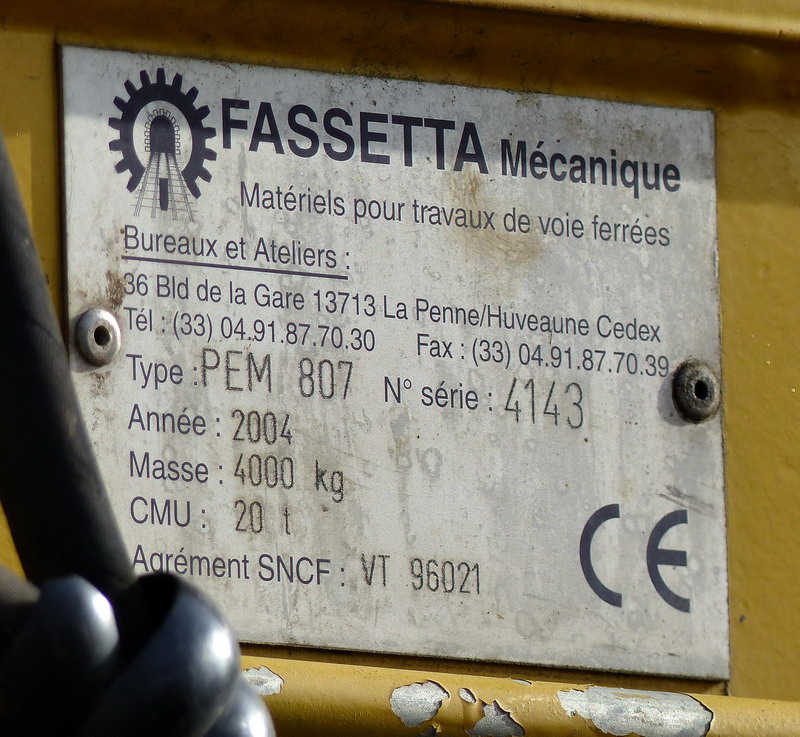 FASSETTA Mécanique
Matériels pour travaux de voie ferrées
Bureaux et Ateliers :
36 Bld de la Gare 13713 La Penne/Huveaune Cedex
Tél : (33) 04.91.87.70.30 Fax : (33) 04.91.87.70.39
Type : PEM 807 N° série : 4143
Année : 2004
Masse : 4000 kg
CMU : 20 t
Agrément SNCF : VT 96021
CE